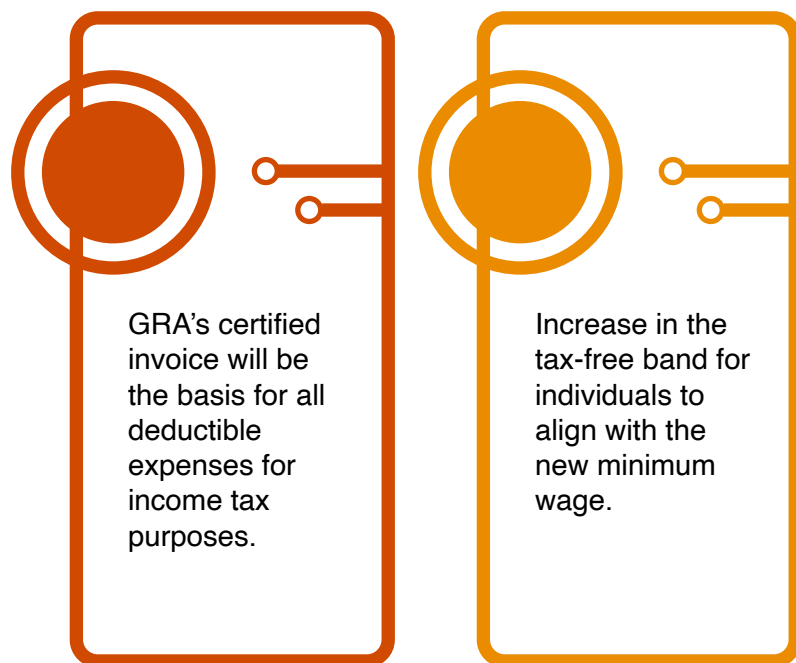 GRA’s certified
invoice will be
the basis for all
deductible
expenses for
income tax
purposes.
Increase in the
tax-free band for
individuals to
align with the
new minimum
wage.